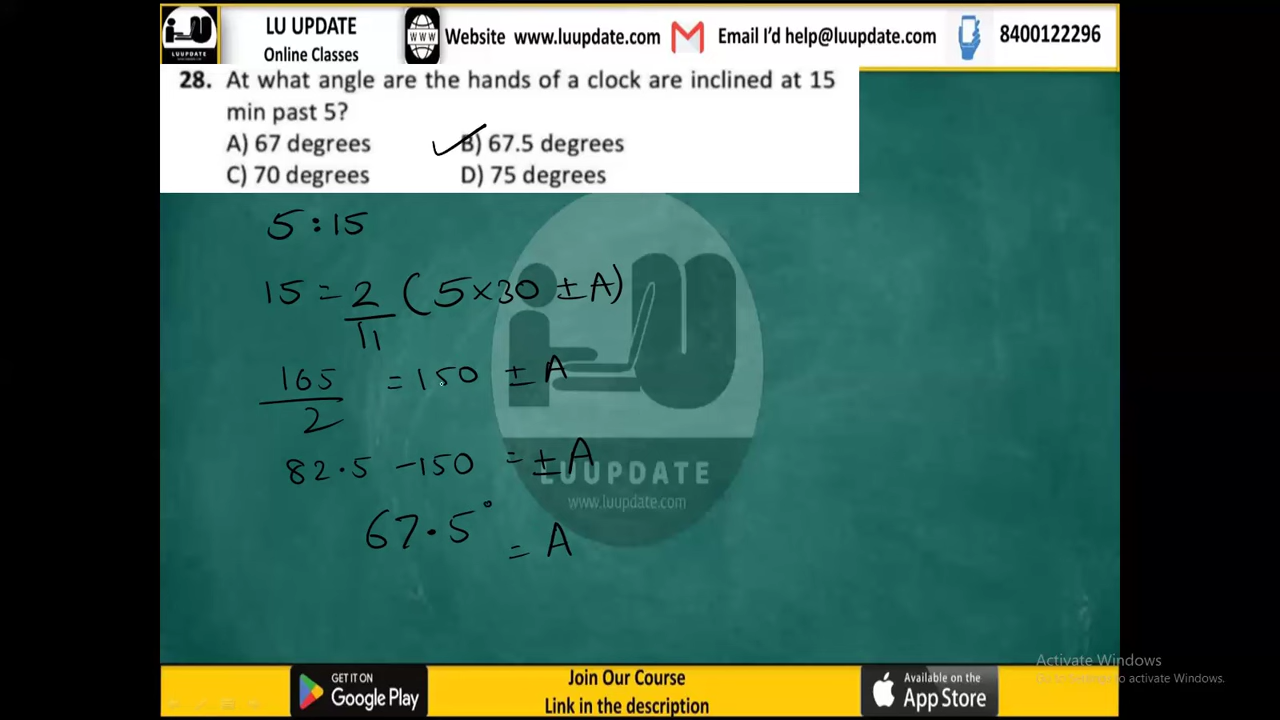 LU UPDATE
Online Classes
LUUPDATE
WWW
Website www.luupdate.com
Email I'd help@luupdate.com
8400122296
28. At what angle are the hands of a clock are inclined at 15
min past 5?
A) 67 degrees
B) 67.5 degrees
C) 70 degrees
D) 75 degrees
5:15
15 = 2/11 (5×30 ± A)
165/2 = 150 ± A
82.5 - 150 = ± A
67.5° = A
LUUPDATE
www.luupdate.com
Activate Windows
GET IT ON
Google Play
Join Our Course
Link in the description
Available on the
App Store